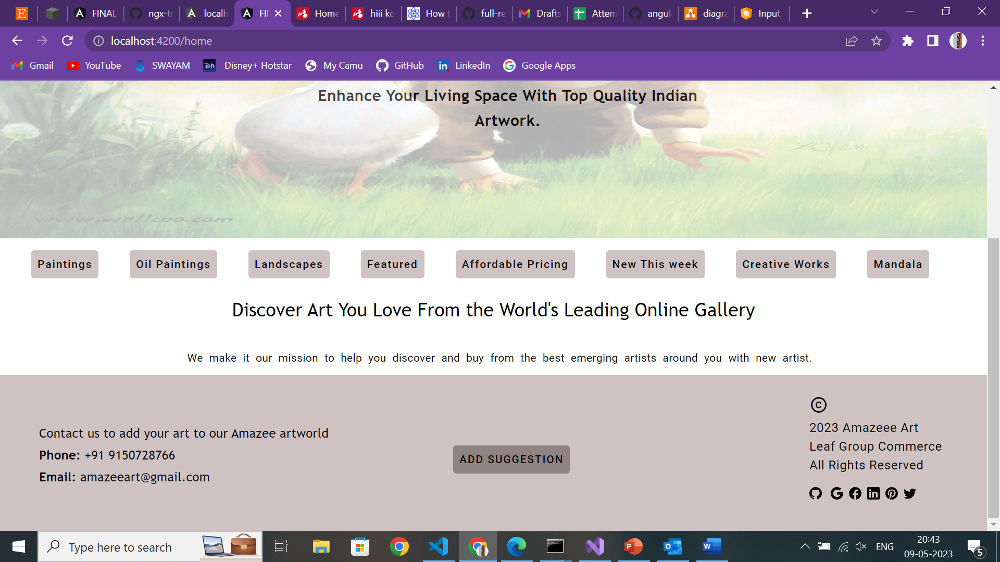 FINAL
ngx-tr
localh
FII
Home
hiii ko
How t
full-re
Drafts
Attem
angul
diagra
Input
localhost:4200/home
Gmail
YouTube
SWAYAM
Disney+ Hotstar
My Camu
GitHub
LinkedIn
Google Apps
Enhance Your Living Space With Top Quality Indian
Artwork.
zolan
www.wallcoo.com
Paintings
Oil Paintings
Landscapes
Featured
Affordable Pricing
New This week
Creative Works
Mandala
Discover Art You Love From the World's Leading Online Gallery
We make it our mission to help you discover and buy from the best emerging artists around you with new artist.
Contact us to add your art to our Amazee artworld
Phone: +91 9150728766
Email: amazeeart@gmail.com
ADD SUGGESTION
©
2023 Amazeee Art
Leaf Group Commerce
All Rights Reserved
Type here to search
ENG
20:43
09-05-2023
5